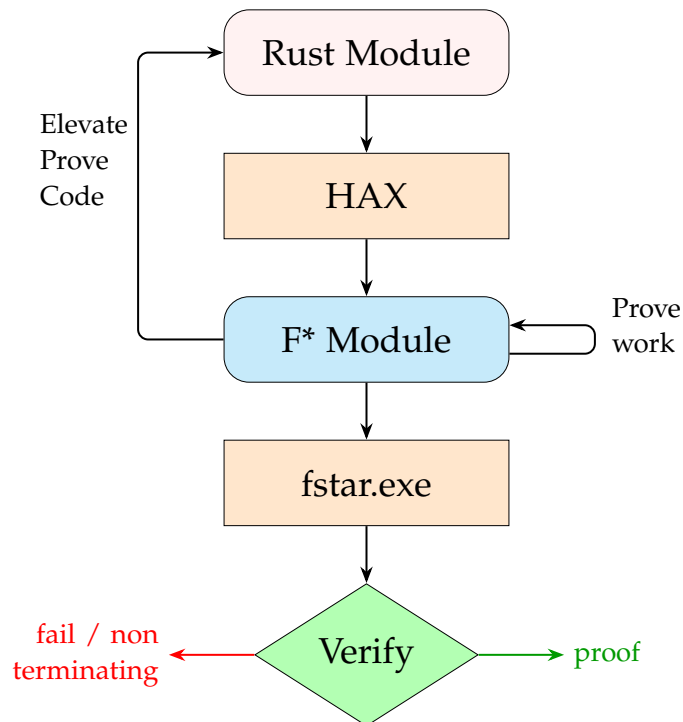 Rust Module
Elevate
Prove
Code
HAX
F* Module
Prove
work
fstar.exe
Verify
fail / non
terminating
proof